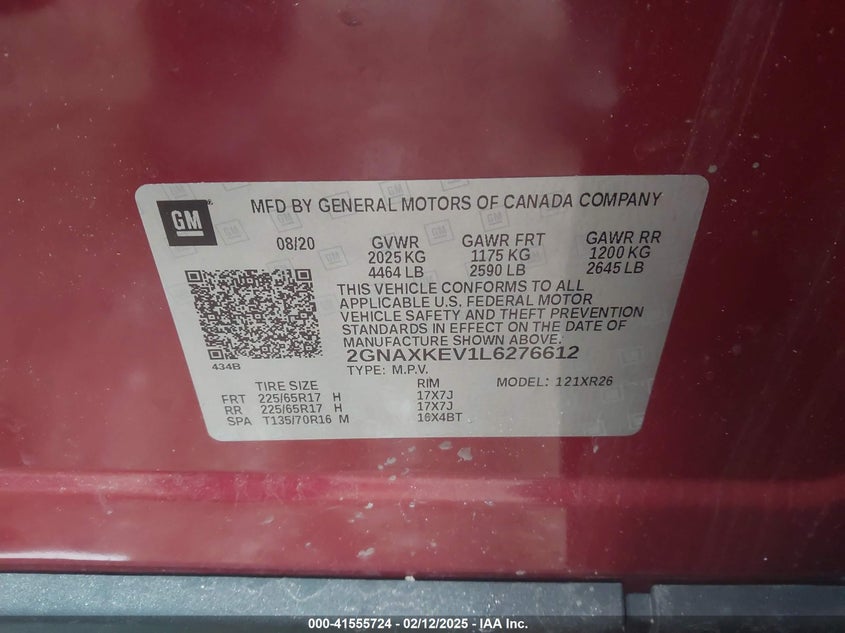 GM
MFD BY GENERAL MOTORS OF CANADA COMPANY
08/20 GVWR GAWR FRT GAWR RR
2025 KG 1175 KG 1200 KG
4464 LB 2590 LB 2645 LB
THIS VEHICLE CONFORMS TO ALL
APPLICABLE U.S. FEDERAL MOTOR
VEHICLE SAFETY AND THEFT PREVENTION
STANDARDS IN EFFECT ON THE DATE OF
MANUFACTURE SHOWN ABOVE.
434B 2GNAXKEV1L6276612
TYPE: M.P.V. MODEL: 121XR26
TIRE SIZE RIM
FRT 225/65R17 H 17X7J
RR 225/65R17 H 17X7J
SPA T135/70R16 M 16X4BT
000-41555724 - 02/12/2025 - IAA Inc.